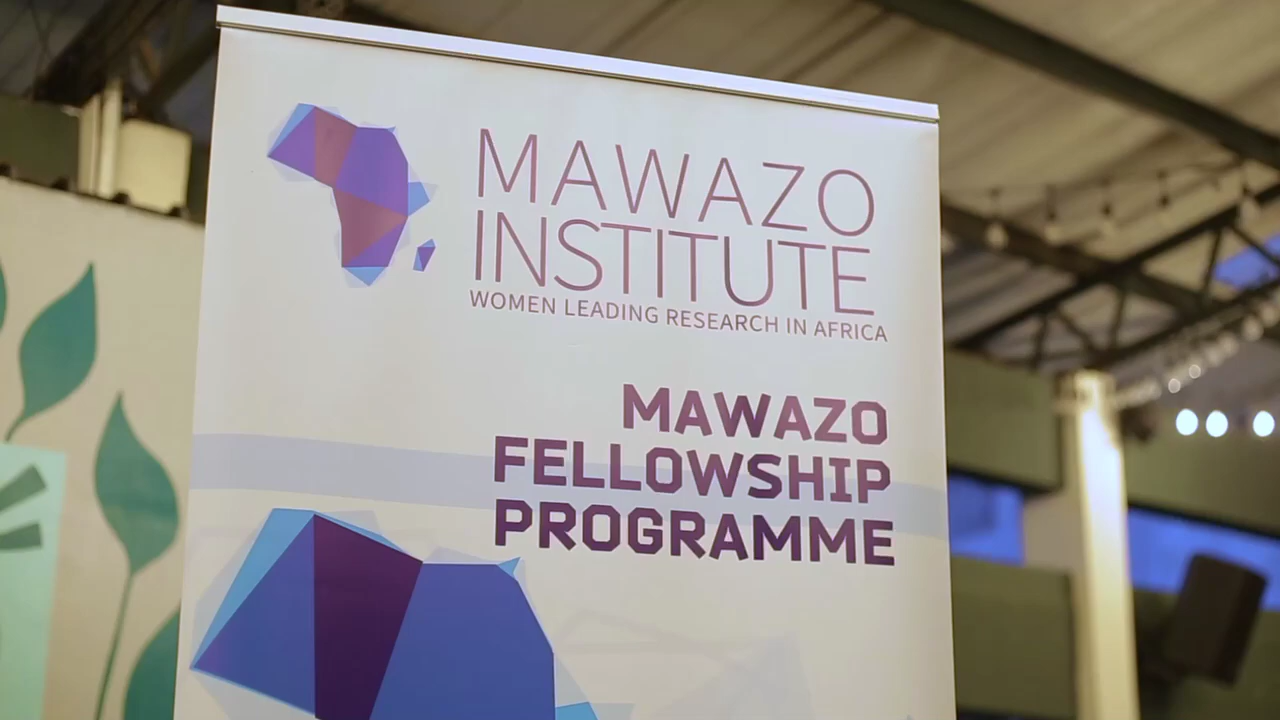 MAWAZO
INSTITUTE
WOMEN LEADING RESEARCH IN AFRICA
MAWAZO
FELLOWSHIP
PROGRAMME